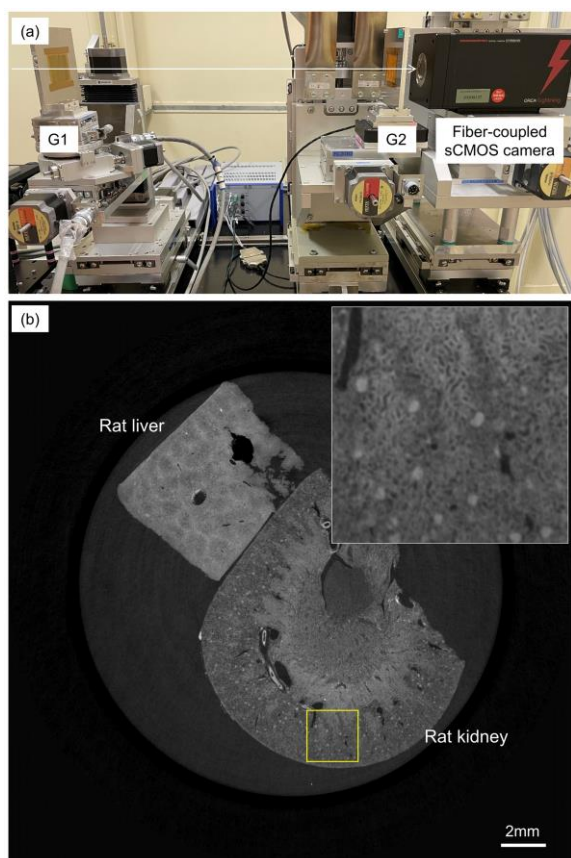 (a)
G1
G2
Fiber-coupled
sCMOS camera
(b)
Rat liver
Rat kidney
2mm